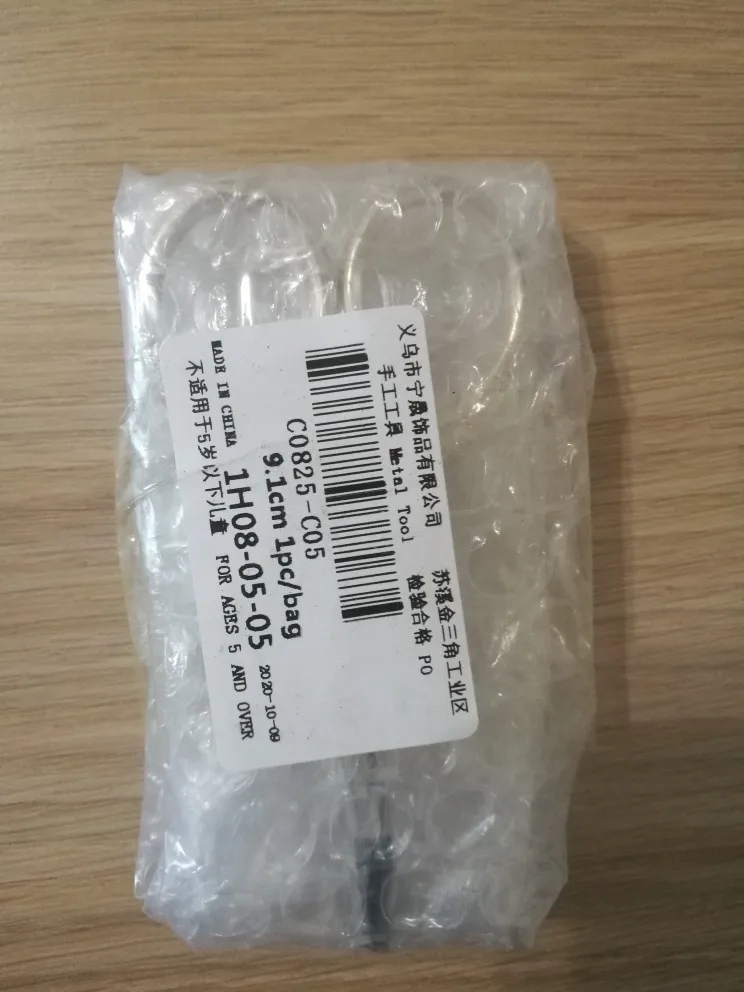 义乌市宁晟饰品有限公司 苏溪金三角工业区
手工工具 Metal Tool 检验合格 PO
C0825-C05
9.1cm 1pc/bag
1H08-05-05 2020-10-09
MADE IN CHINA
不适用于5岁以下儿童 FOR AGES 5 AND OVER